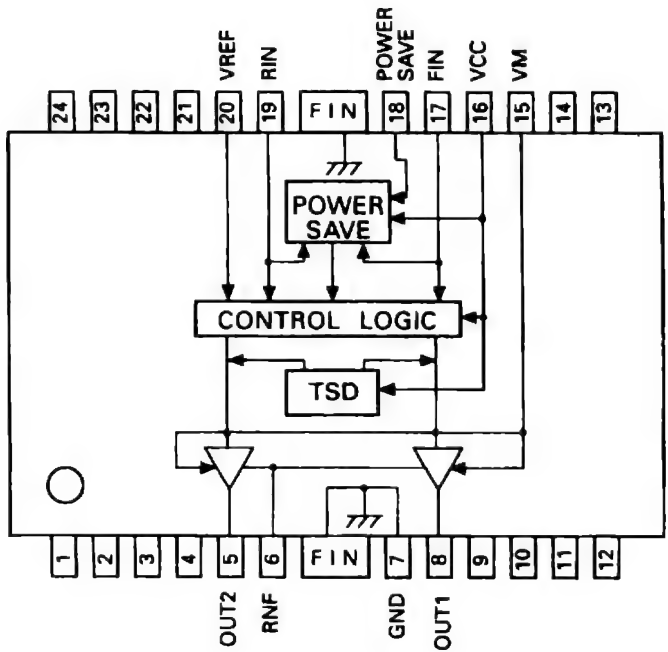 VREF
RIN
POWER
SAVE
FIN
VCC
VM
24
23
22
21
20
19
FIN
18
17
16
15
14
13
POWER
SAVE
CONTROL LOGIC
TSD
1
2
3
4
5
6
FIN
7
8
9
10
11
12
OUT2
RNF
GND
OUT1